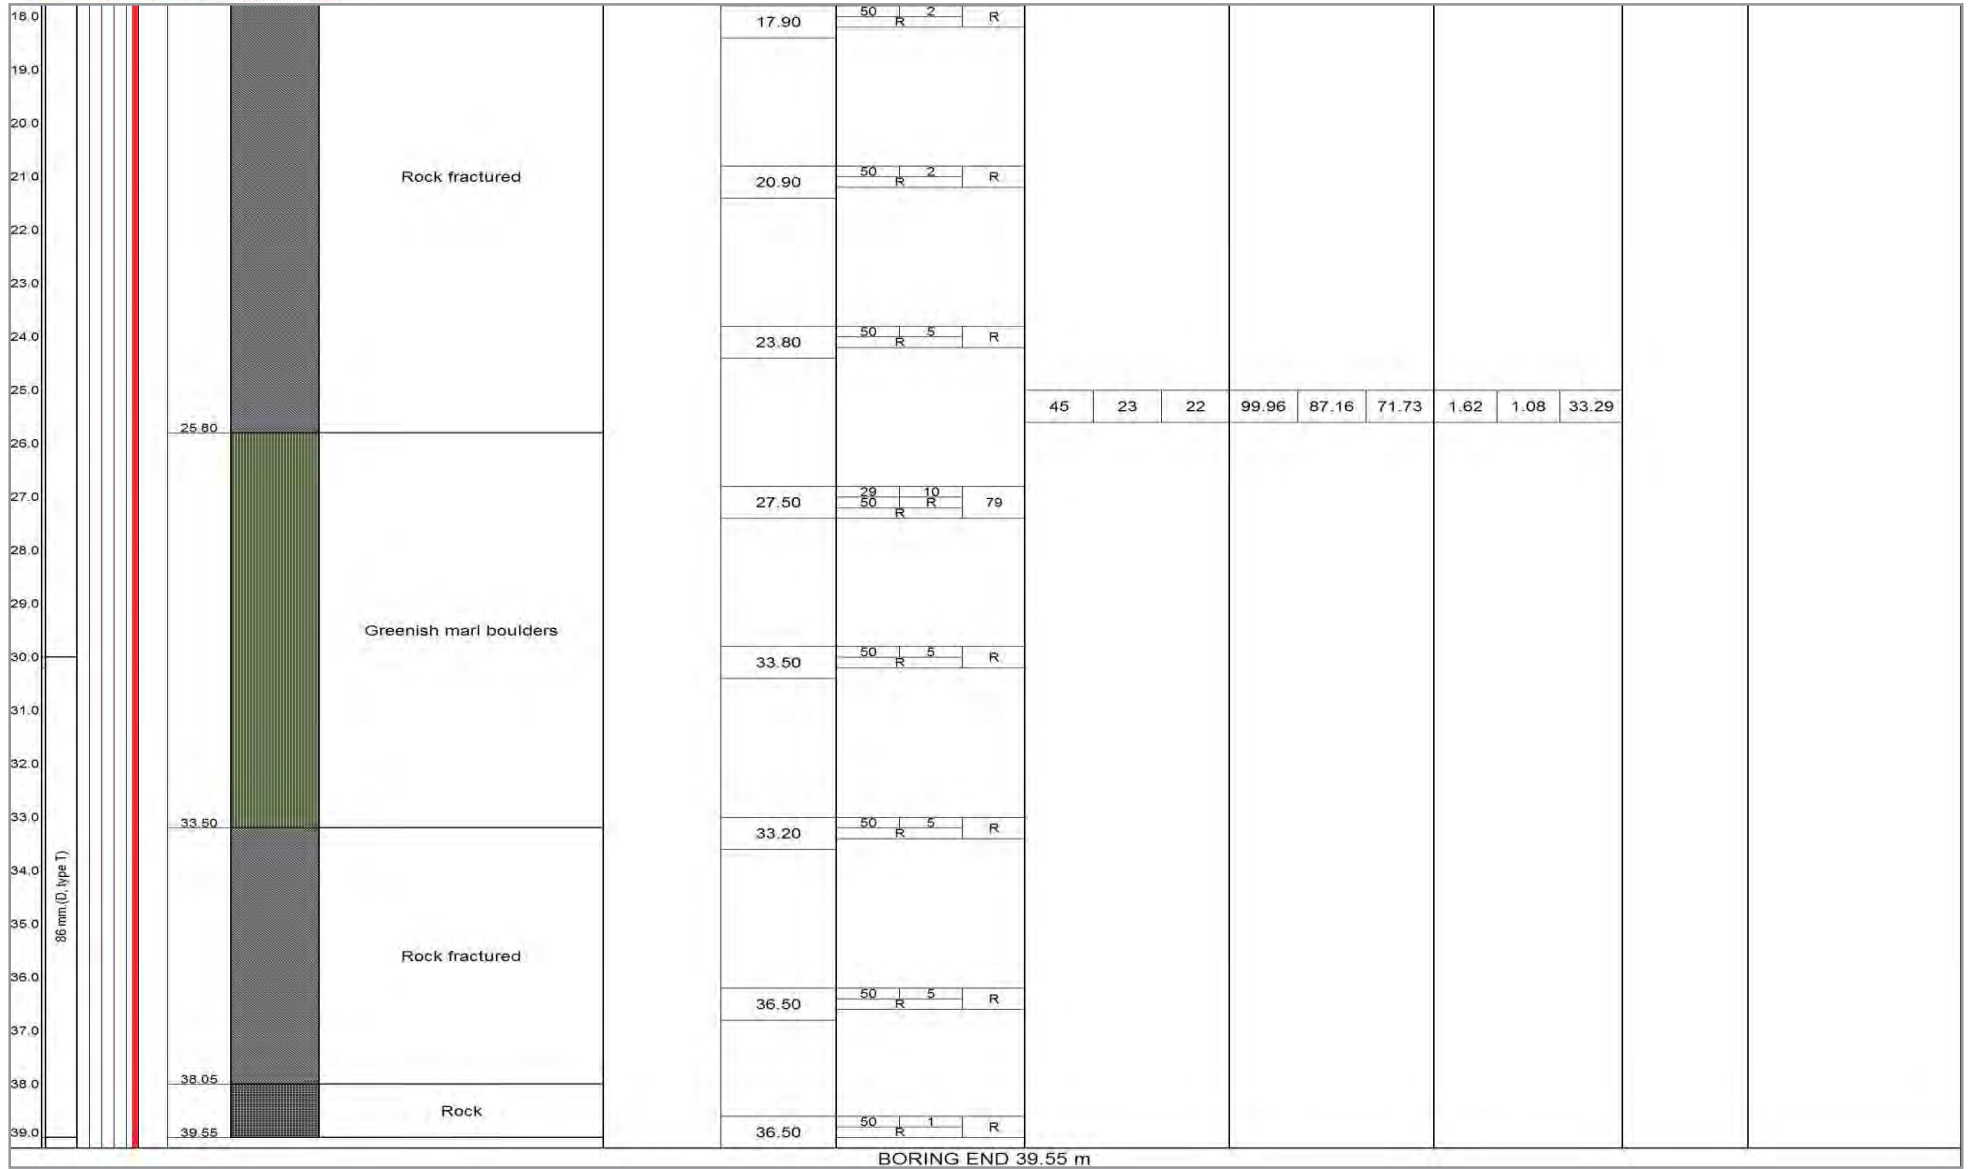 18.0
17.90
50 2
R
R
19.0
20.0
21.0
Rock fractured
20.90
50 2
R
R
22.0
23.0
24.0
23.80
50 5
R
R
25.0
45 23 22 99.96 87.16 71.73 1.62 1.08 33.29
25.80
26.0
27.0
27.50
29 10
50 R
R
79
28.0
29.0
Greenish marl boulders
30.0
33.50
50 5
R
R
31.0
32.0
33.0
33.50
33.20
50 5
R
R
34.0
86 mm.(D, type T)
35.0
Rock fractured
36.0
36.50
50 5
R
R
37.0
38.0
38.05
Rock
39.0
39.55
36.50
50 1
R
R
BORING END 39.55 m